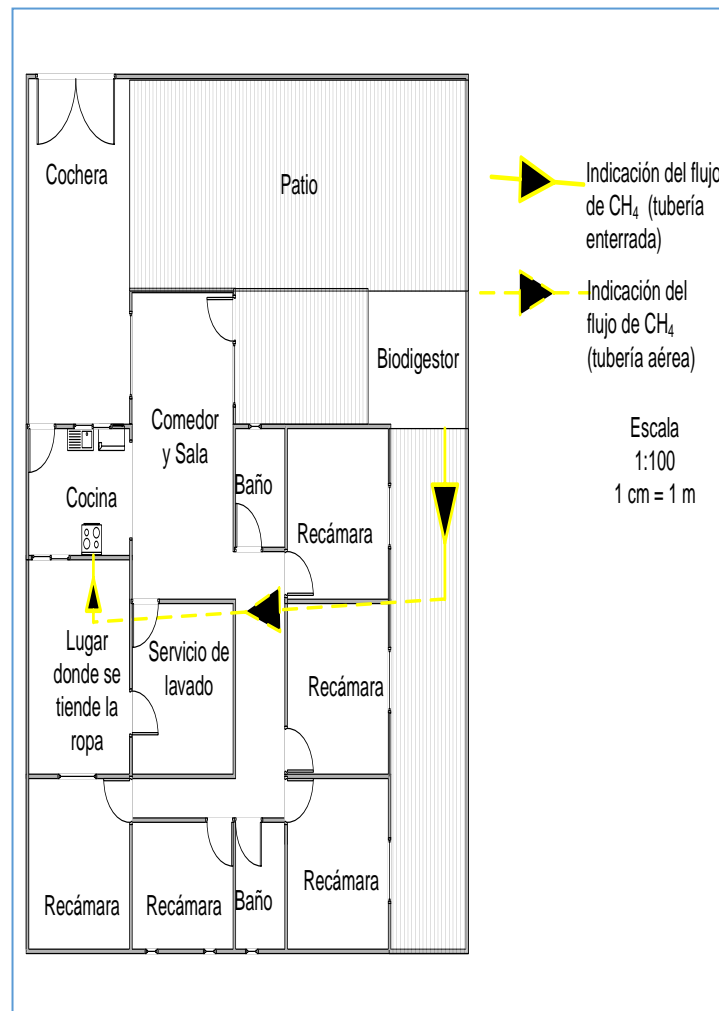 Cochera
Patio
Indicación del flujo
de CH₄ (tubería
enterrada)
Indicación del
flujo de CH₄
(tubería aérea)
Biodigestor
Escala
1:100
1 cm = 1 m
Comedor
y Sala
Cocina
Baño
Recámara
Lugar
donde se
tiende la
ropa
Servicio de
lavado
Recámara
Recámara
Recámara
Baño
Recámara